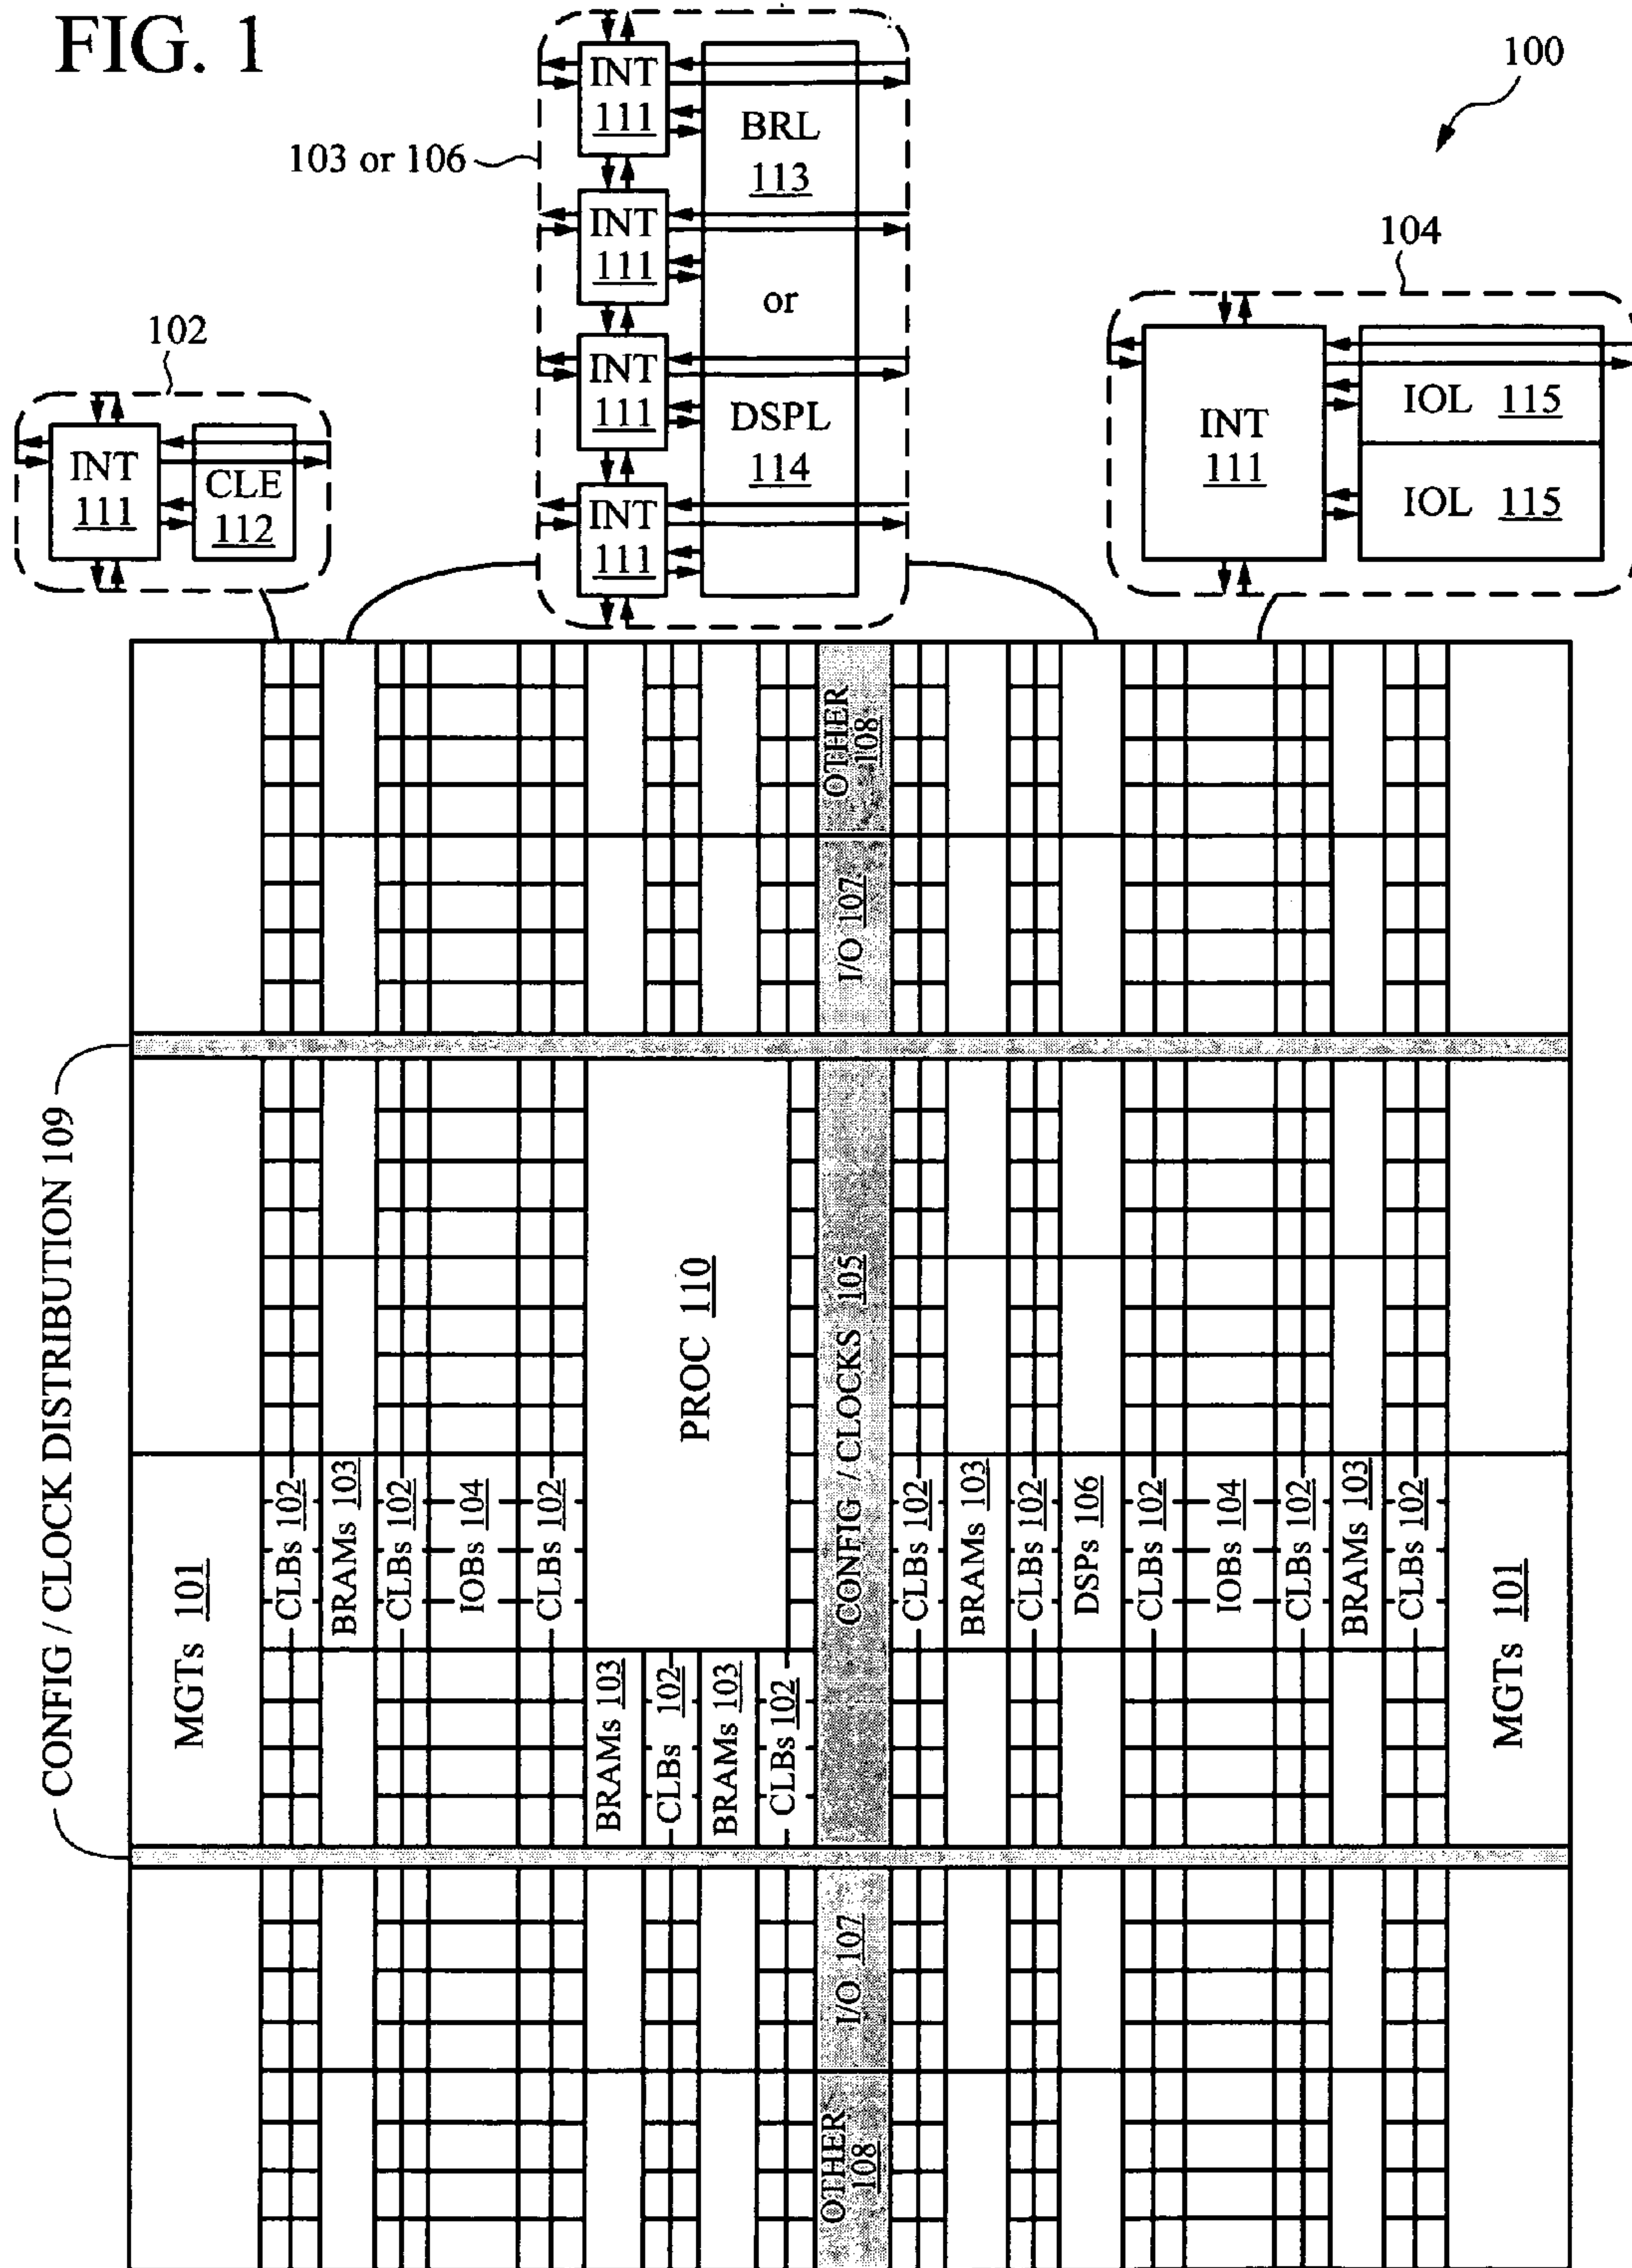 FIG. 1
100
103 or 106
INT
111
INT
111
INT
111
INT
111
BRL
113
or
DSPL
114
102
INT
111
CLE
112
104
INT
111
IOL 115
IOL 115
OTHER
108
I/O 107
CONFIG / CLOCK DISTRIBUTION 109
PROC 110
CONFIG / CLOCKS 105
MGTs 101
CLBs 102
BRAMs 103
CLBs 102
IOBs 104
CLBs 102
BRAMs 103
CLBs 102
BRAMs 103
CLBs 102
CLBs 102
BRAMs 103
CLBs 102
DSPs 106
CLBs 102
IOBs 104
CLBs 102
BRAMs 103
CLBs 102
MGTs 101
I/O 107
OTHER
108